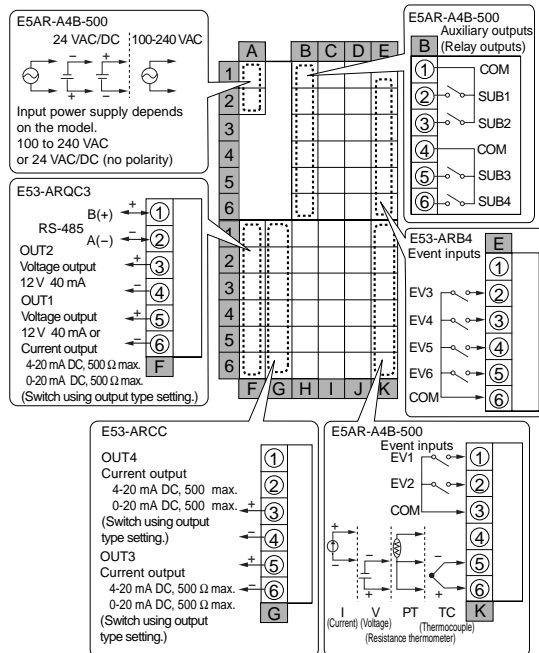 E5AR-A4B-500
24 VAC/DC 100-240 VAC
Input power supply depends
on the model.
100 to 240 VAC
or 24 VAC/DC (no polarity)
A B C D E
1
2
3
4
5
6
1
2
3
4
5
6
F G H I J K
E5AR-A4B-500
Auxiliary outputs
(Relay outputs)
B
1 COM
2 SUB1
3 SUB2
4 COM
5 SUB3
6 SUB4
E53-ARQC3
B(+) + 1
RS-485
A(−) − 2
OUT2
Voltage output + 3
12 V 40 mA − 4
OUT1
Voltage output + 5
12 V 40 mA or
Current output − 6
4-20 mA DC, 500 Ω max.
0-20 mA DC, 500 Ω max.
(Switch using output type setting.)
F
E53-ARB4
Event inputs
E
1
EV3 2
EV4 3
EV5 4
EV6 5
COM 6
E53-ARCC
OUT4 1
Current output 2
4-20 mA DC, 500 max.
0-20 mA DC, 500 max. + 3
(Switch using output
type setting.) − 4
OUT3 + 5
Current output
4-20 mA DC, 500 Ω max. − 6
0-20 mA DC, 500 Ω max.
(Switch using output
type setting.)
G
E5AR-A4B-500
Event inputs
EV1 1
EV2 2
COM 3
+ − 4
− 5
− + + 6
I V PT TC K
(Current) (Voltage) (Thermocouple)
(Resistance thermometer)